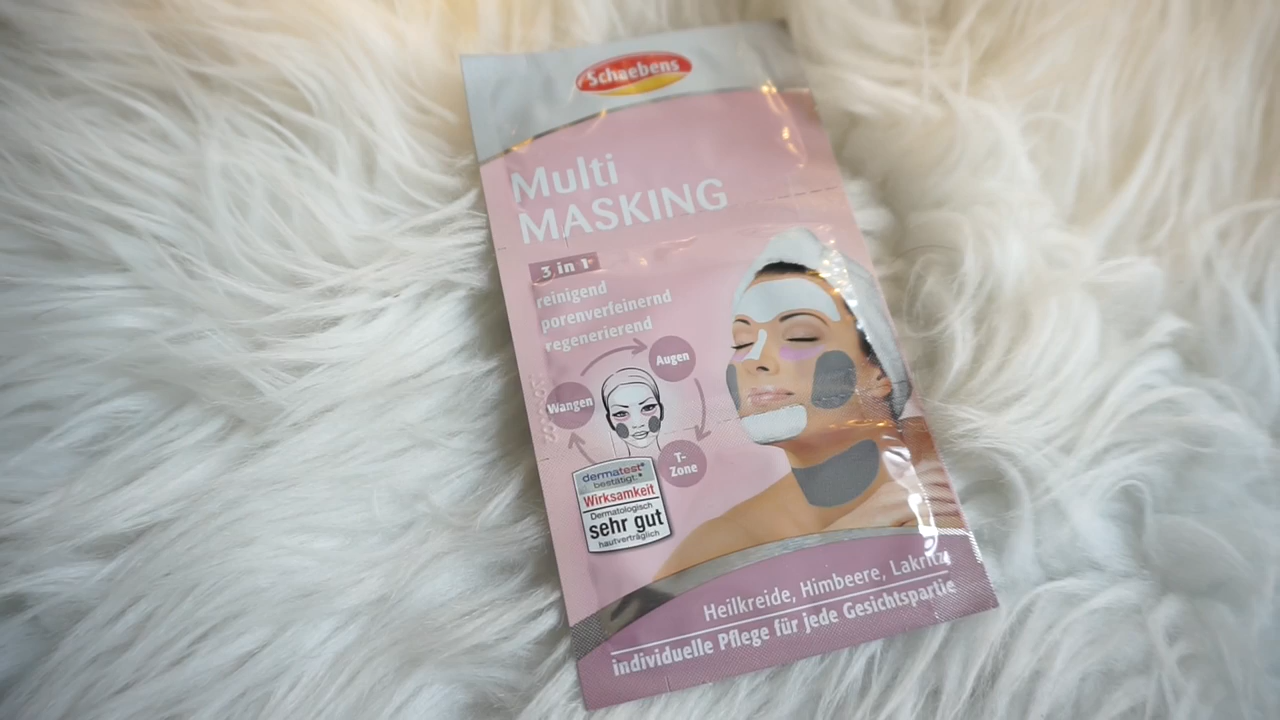 Schaebens
Multi
MASKING
3 in 1
reinigend
porenverfeinernd
regenerierend
Augen
Wangen
T-
Zone
dermatest®
bestätigt:
Wirksamkeit
Dermatologisch
sehr gut
hautverträglich
Heilkreide, Himbeere, Lakritz,
individuelle Pflege für jede Gesichtspartie